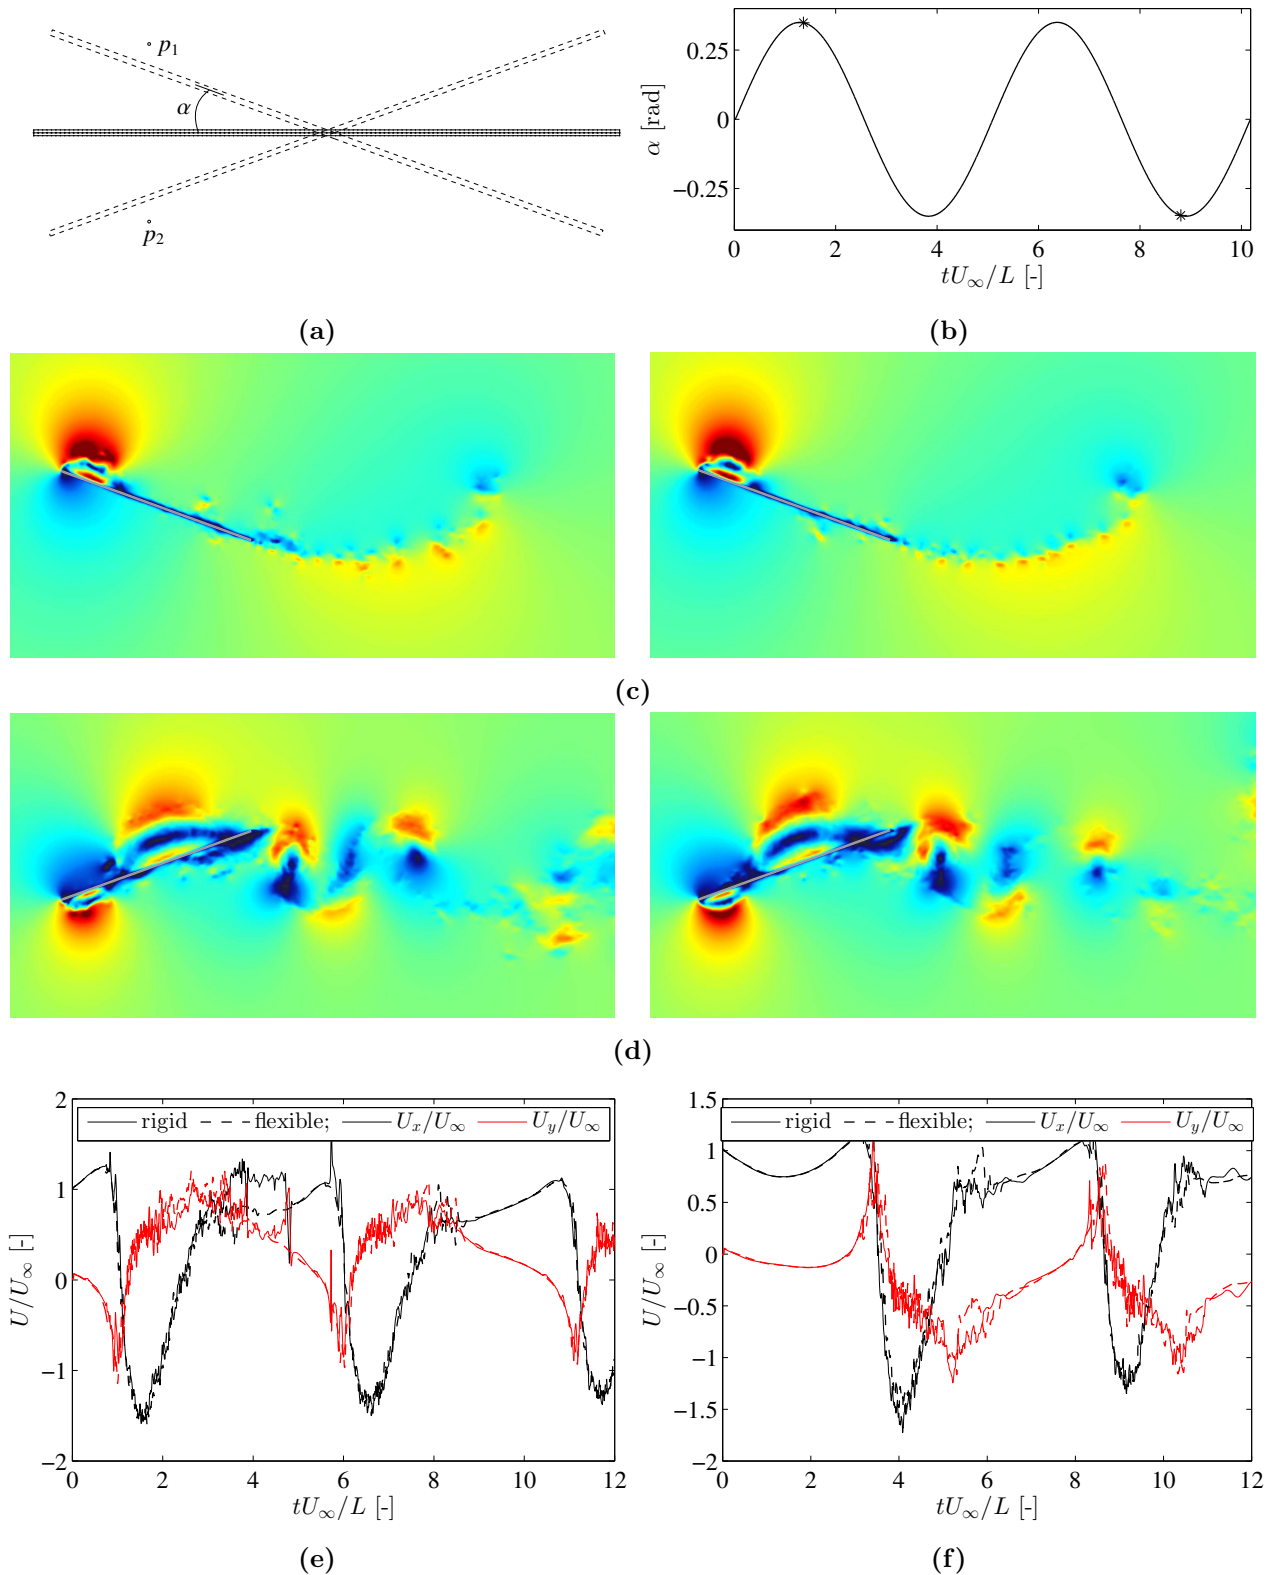 p₁
α
p₂
(a)
α [rad]
0.25
0
−0.25
0 2 4 6 8 10
tU∞/L [-]
(b)
(c)
(d)
U/U∞ [-]
2
1
0
−1
−2
rigid flexible; Uₓ/U∞ U_y/U∞
0 2 4 6 8 10 12
tU∞/L [-]
(e)
U/U∞ [-]
1.5
1
0.5
0
−0.5
−1
−1.5
−2
rigid flexible; Uₓ/U∞ U_y/U∞
0 2 4 6 8 10 12
tU∞/L [-]
(f)